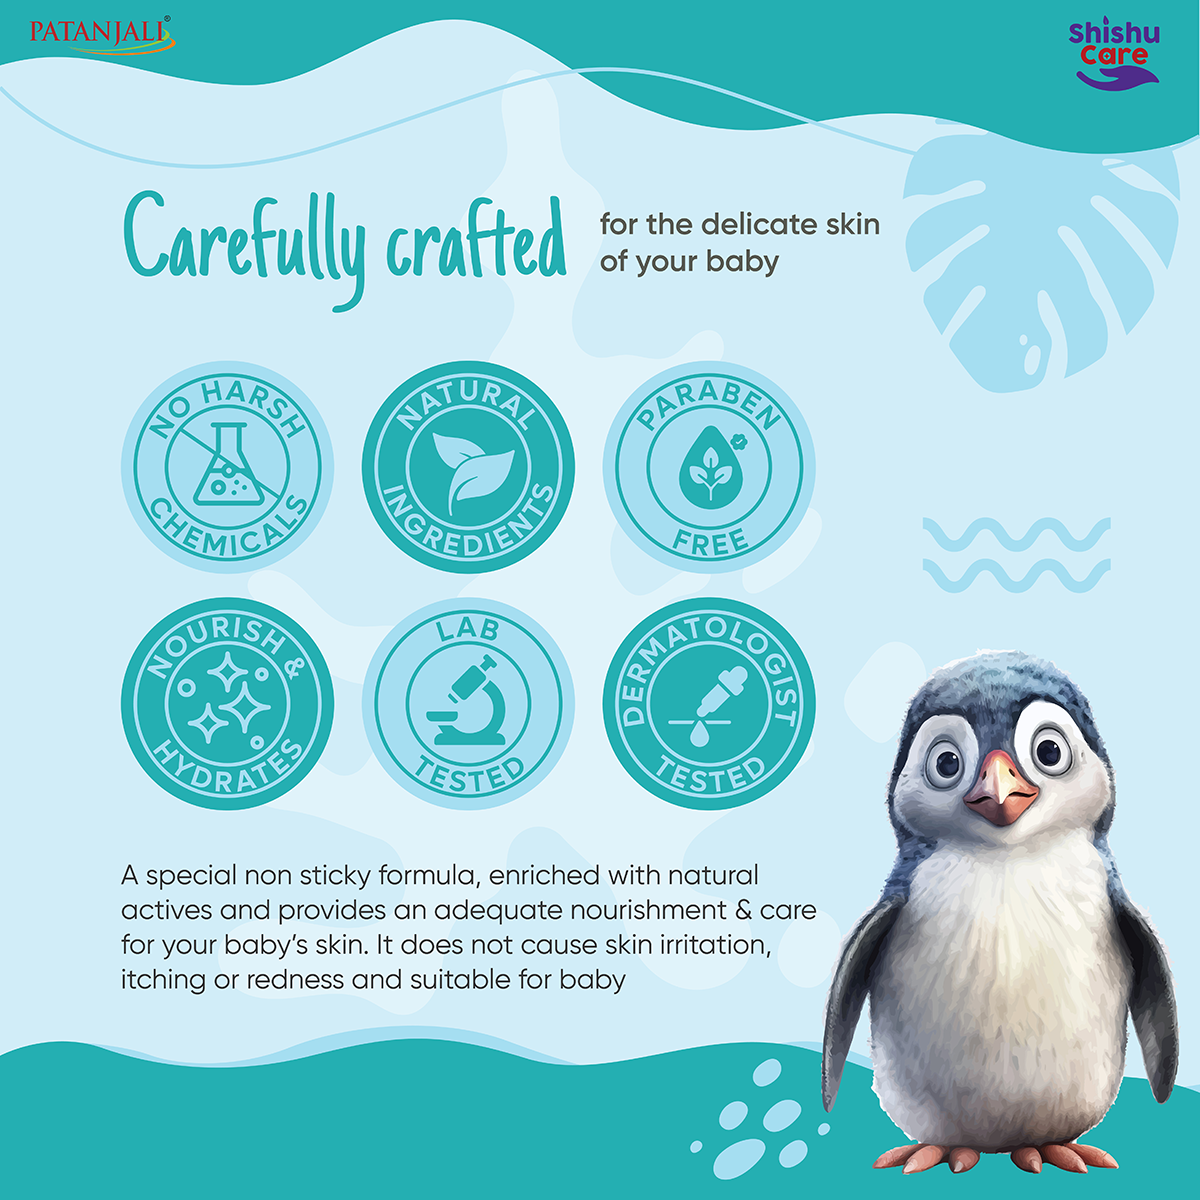 PATANJALI®
Shishu
Care
Carefully crafted
for the delicate skin
of your baby
NO HARSH
CHEMICALS
NATURAL
INGREDIENTS
PARABEN
FREE
NOURISH &
HYDRATES
LAB
TESTED
DERMATOLOGIST
TESTED
A special non sticky formula, enriched with natural
actives and provides an adequate nourishment & care
for your baby's skin. It does not cause skin irritation,
itching or redness and suitable for baby